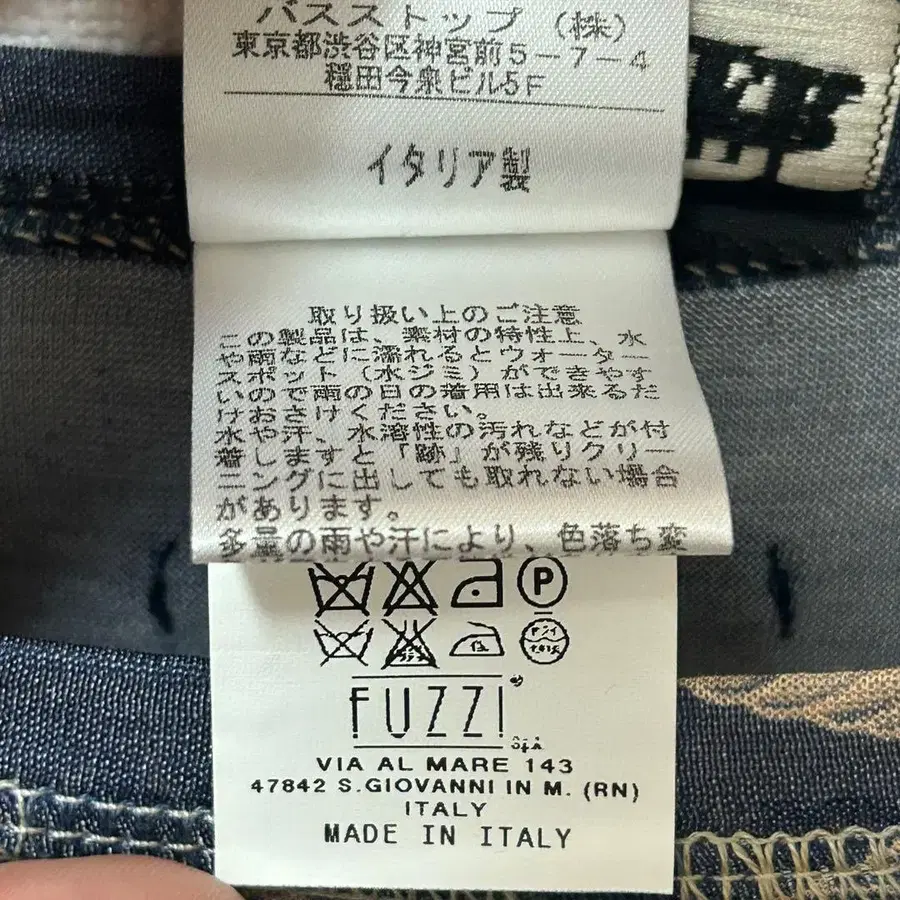 バスストップ（株）
東京都渋谷区神宮前5-7-4
穏田今泉ビル5F
イタリア製
取り扱い上のご注意
この製品は、素材の特性上、水
や雨などに濡れるとウォーター
スポット（水ジミ）ができやす
いので雨の日の着用は出来るだ
けおさけください。
水や汗、水溶性の汚れなどが付
着しますと「跡」が残りクリー
ニングに出しても取れない場合
があります。
多量の雨や汗により、色落ち変
P
ドライ
FUZZI
SpA
VIA AL MARE 143
47842 S.GIOVANNI IN M. (RN)
ITALY
MADE IN ITALY